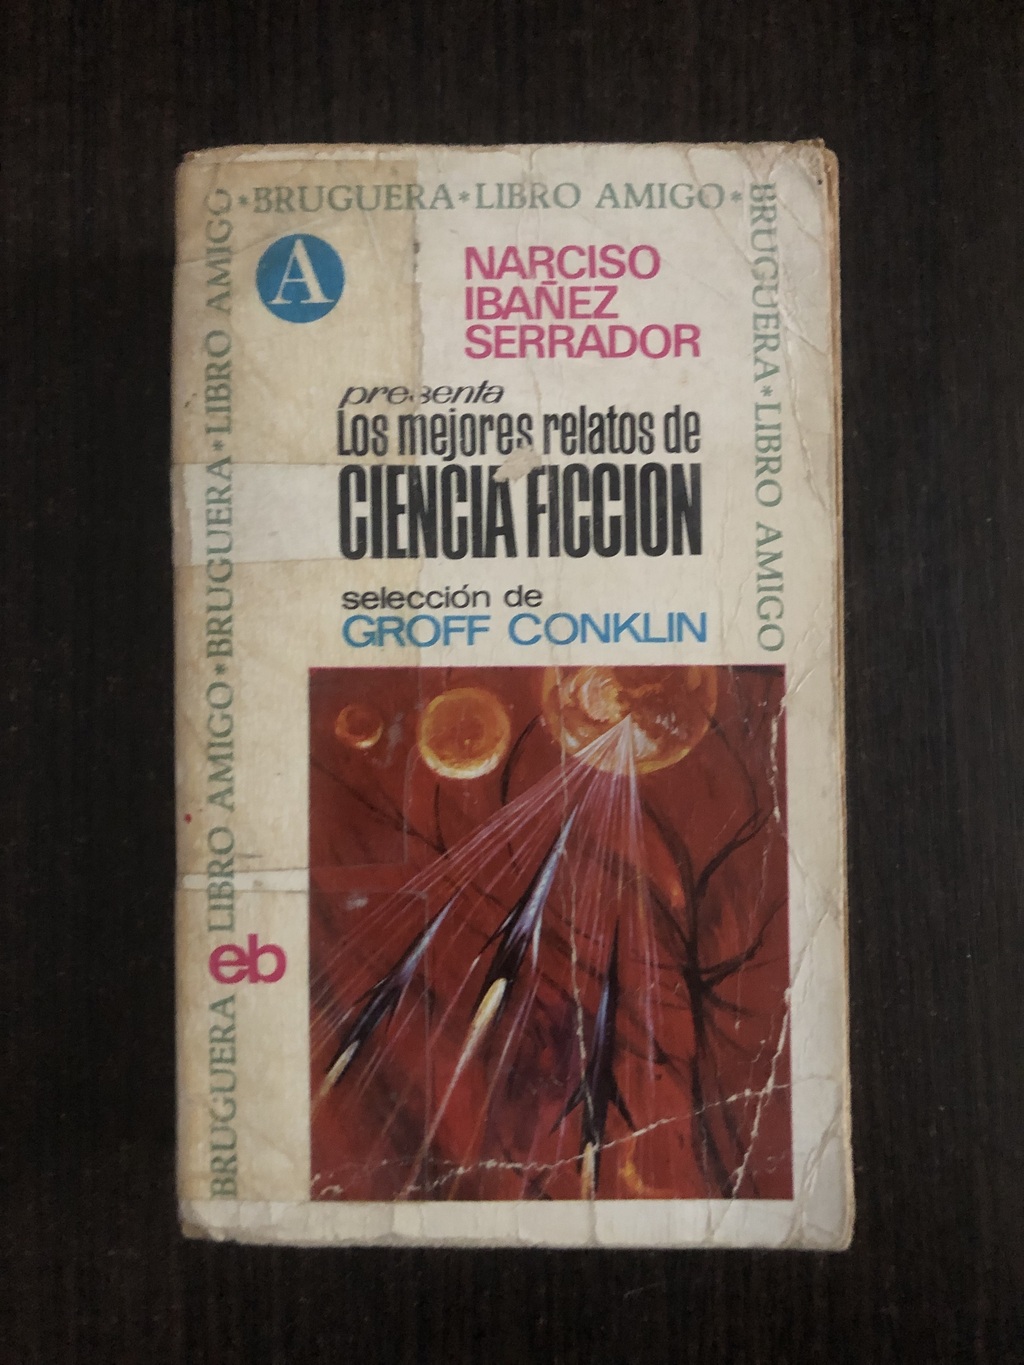 *BRUGUERA*LIBRO AMIGO*
BRUGUERA*LIBRO AMIGO
BRUGUERA LIBRO AMIGO*BRUGUERA*LIBRO AMIGO
A
NARCISO
IBAÑEZ
SERRADOR
presenta
Los mejores relatos de
CIENCIA FICCION
selección de
GROFF CONKLIN
eb